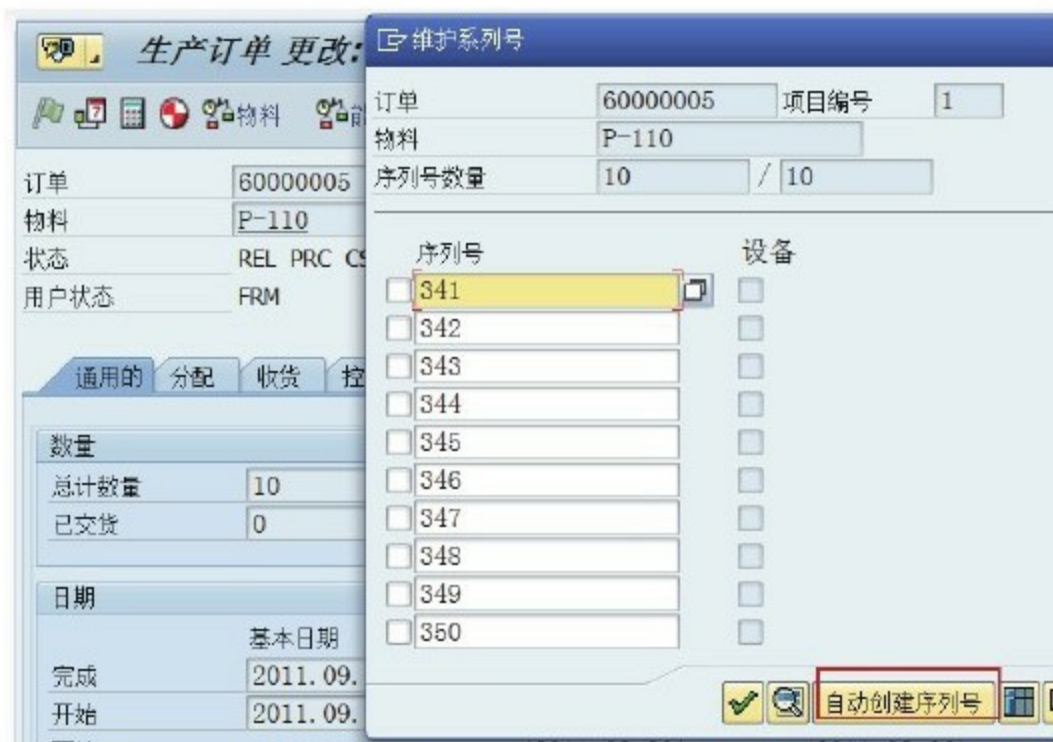 生产订单 更改:
物料
订单 60000005
物料 P-110
状态 REL PRC
用户状态 FRM
通用的 分配 收货
数量
总计数量 10
已交货 0
日期
基本日期
完成 2011.09.
开始 2011.09.
维护系列号
订单 60000005 项目编号 1
物料 P-110
序列号数量 10 / 10
序列号 设备
341
342
343
344
345
346
347
348
349
350
自动创建序列号